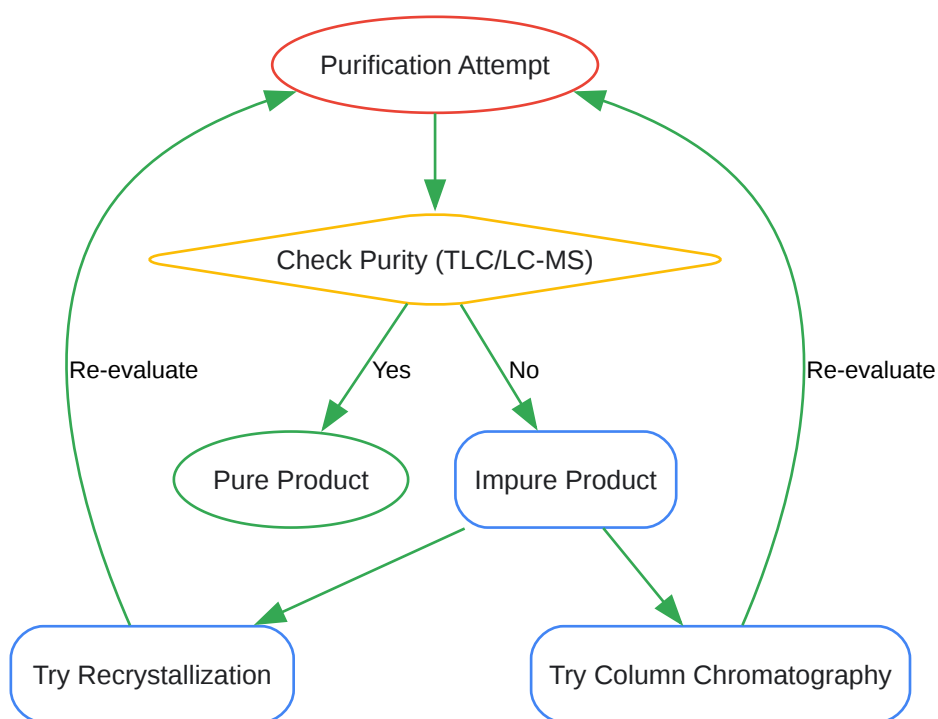 Purification Attempt
Check Purity (TLC/LC-MS)
Re-evaluate
Yes
No
Re-evaluate
Pure Product
Impure Product
Try Recrystallization
Try Column Chromatography